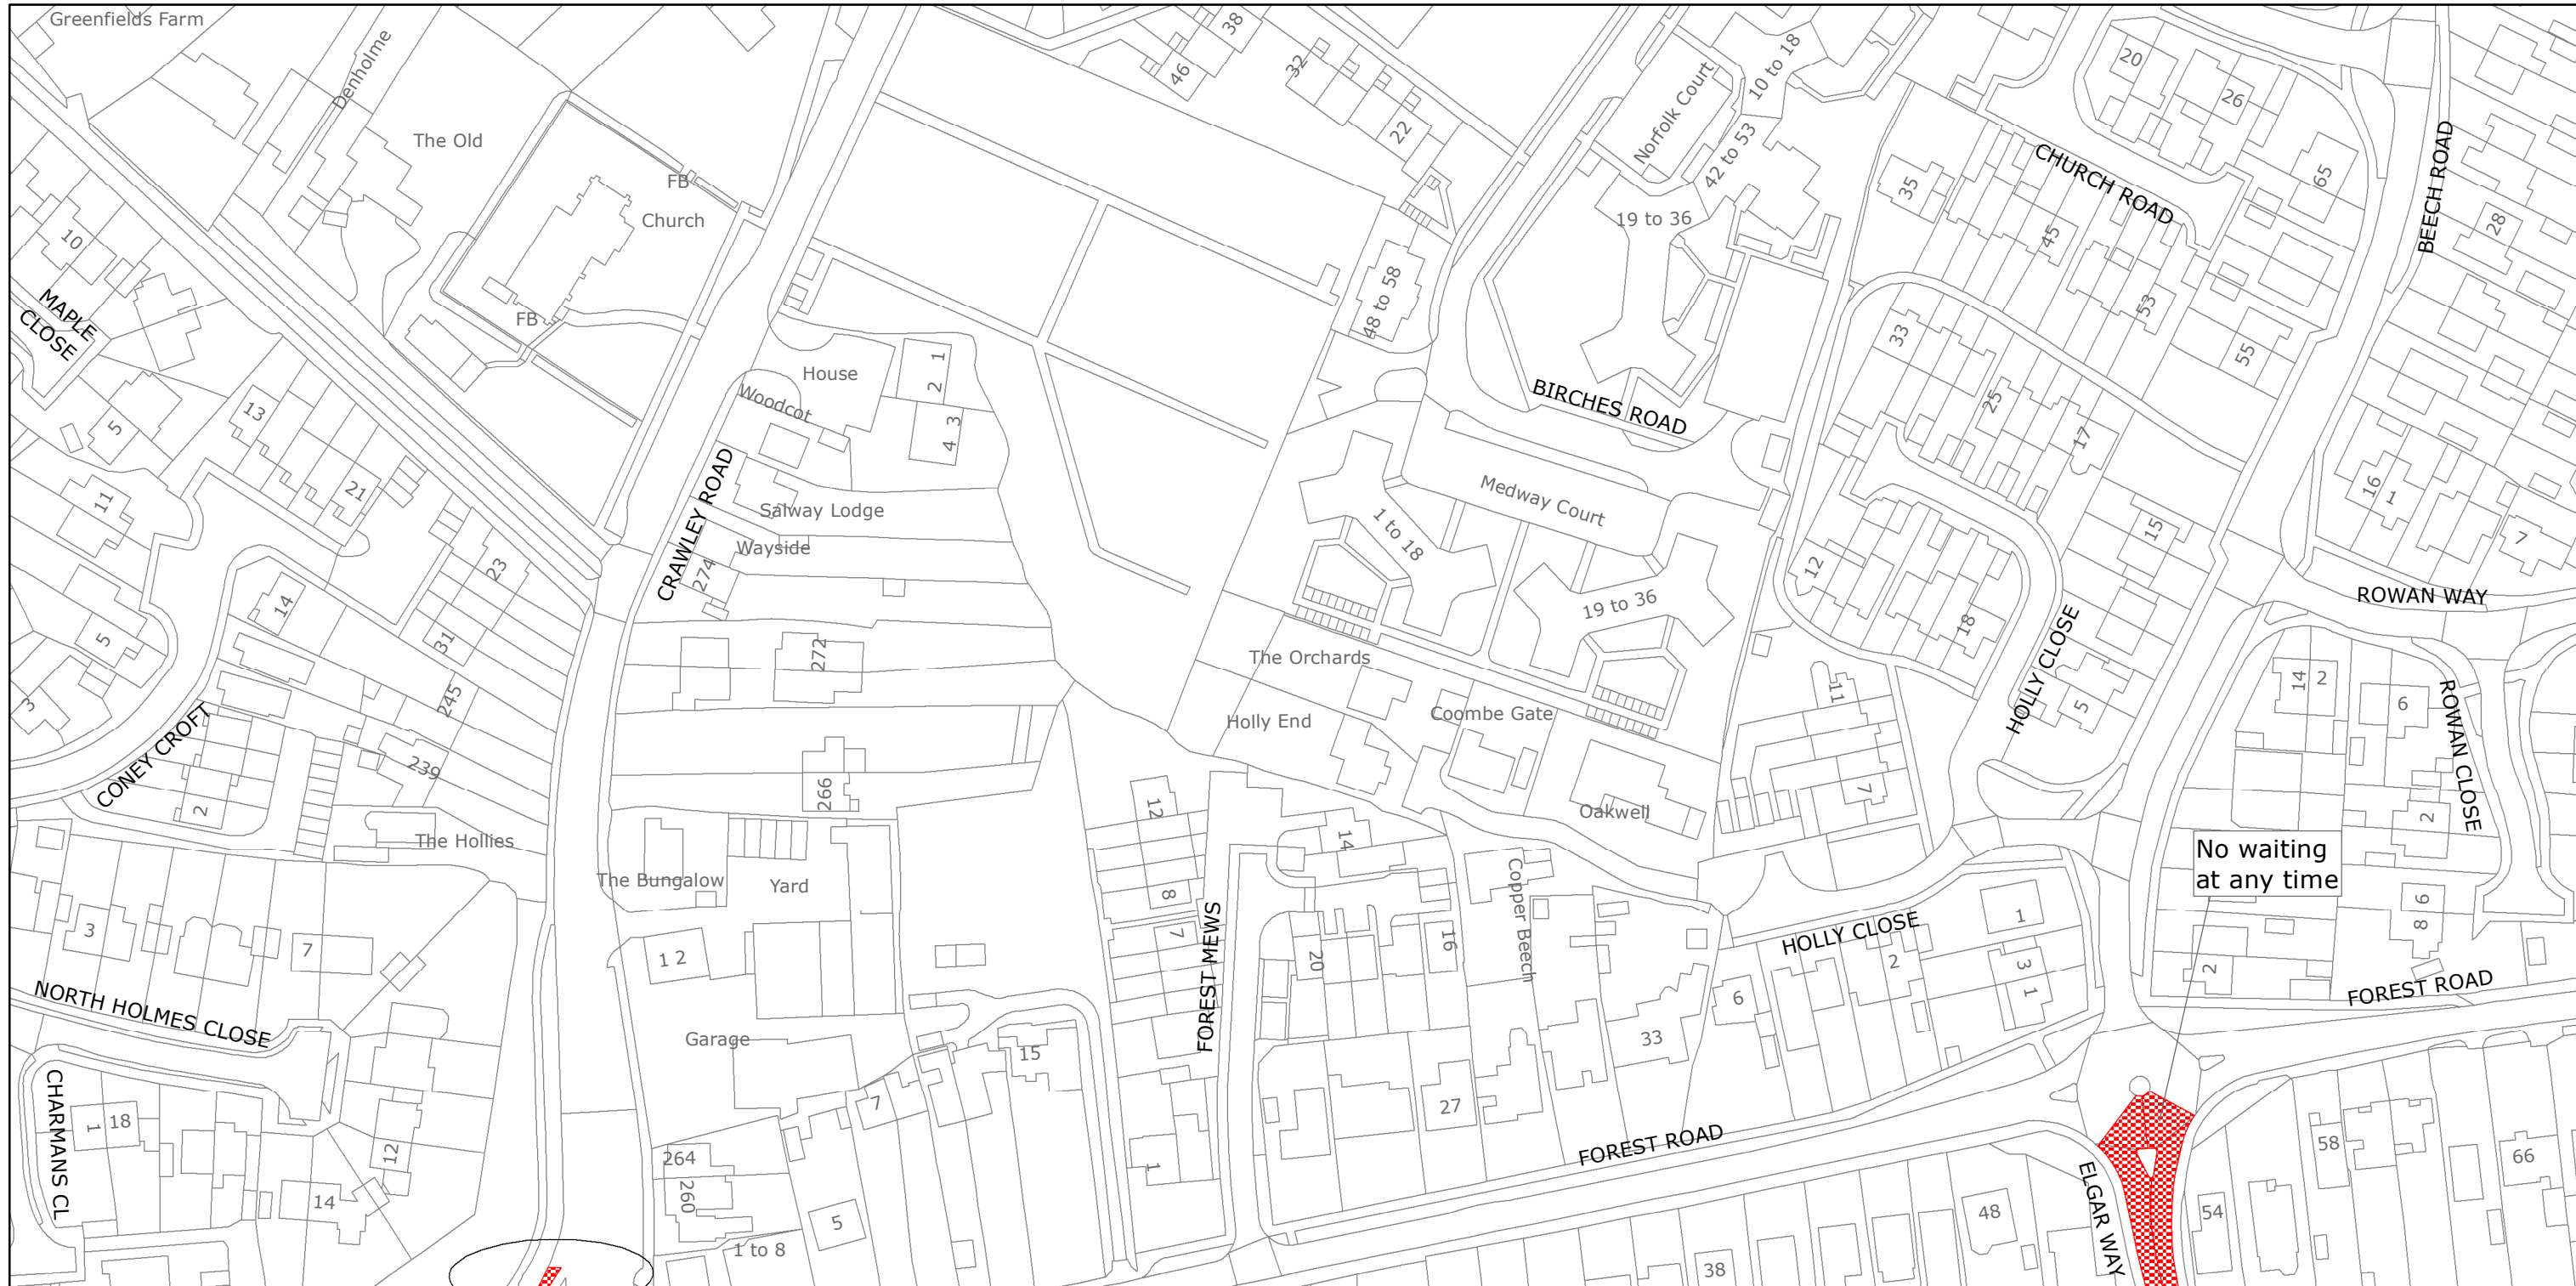 Greenfields Farm
Denholme
The Old
FB
Church
FB
10
MAPLE
CLOSE
5
13
21
11
23
14
31
5
3
245
239
CONEY CROFT
2
The Hollies
3
7
NORTH HOLMES CLOSE
CHARMANS CL
1
18
12
14
38
46
32
22
House
1
2
3
4
Woodcot
CRAWLEY ROAD
Salway Lodge
Wayside
274
272
266
The Bungalow
Yard
1 2
Garage
264
260
1 to 8
5
7
15
12
8
7
1
FOREST MEWS
14
20
16
27
Norfolk Court
10 to 18
42 to 53
19 to 36
48 to 58
BIRCHES ROAD
Medway Court
1 to 18
19 to 36
The Orchards
Holly End
Coombe Gate
Oakwell
Copper Beech
33
6
HOLLY CLOSE
2
1
3
1
FOREST ROAD
38
48
20
26
65
CHURCH ROAD
BEECH ROAD
35
45
53
55
28
33
25
17
15
16
1
7
12
18
HOLLY CLOSE
5
11
7
ROWAN WAY
14
2
6
ROWAN CLOSE
2
No waiting
at any time
6
8
2
FOREST ROAD
ELGAR WAY
54
58
66